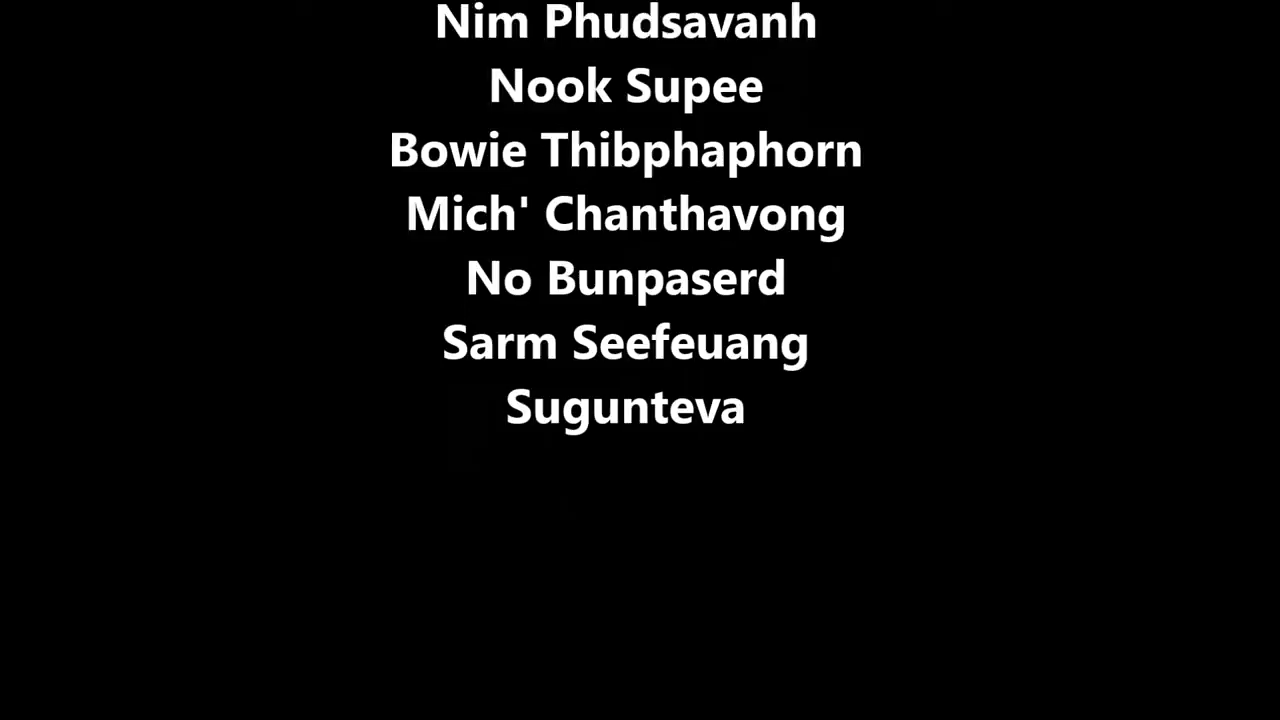 Nim Phudsavanh
Nook Supee
Bowie Thibphaphorn
Mich' Chanthavong
No Bunpaserd
Sarm Seefeuang
Sugunteva